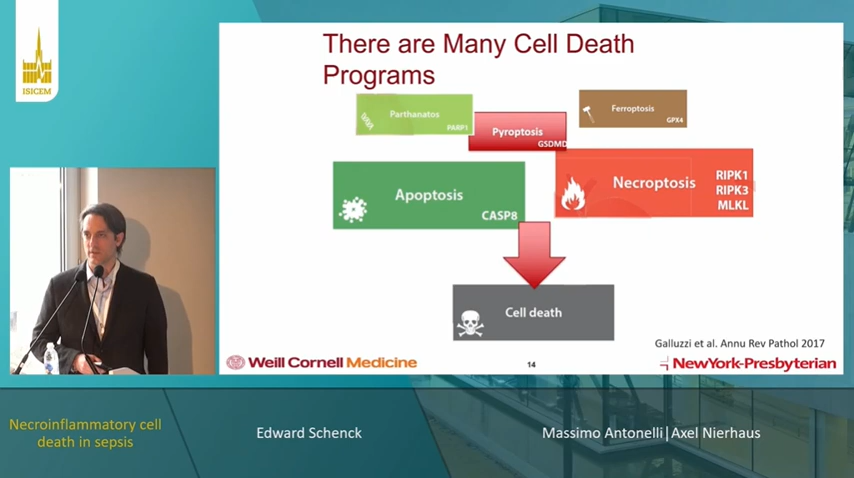 ISICEM
There are Many Cell Death
Programs
Parthanatos
PARP1
Ferroptosis
GPX4
Pyroptosis
GSDMD
Apoptosis
CASP8
Necroptosis
RIPK1
RIPK3
MLKL
Cell death
Galluzzi et al. Annu Rev Pathol 2017
Weill Cornell Medicine
14
NewYork-Presbyterian
Necroinflammatory cell
death in sepsis
Edward Schenck
Massimo Antonelli|Axel Nierhaus